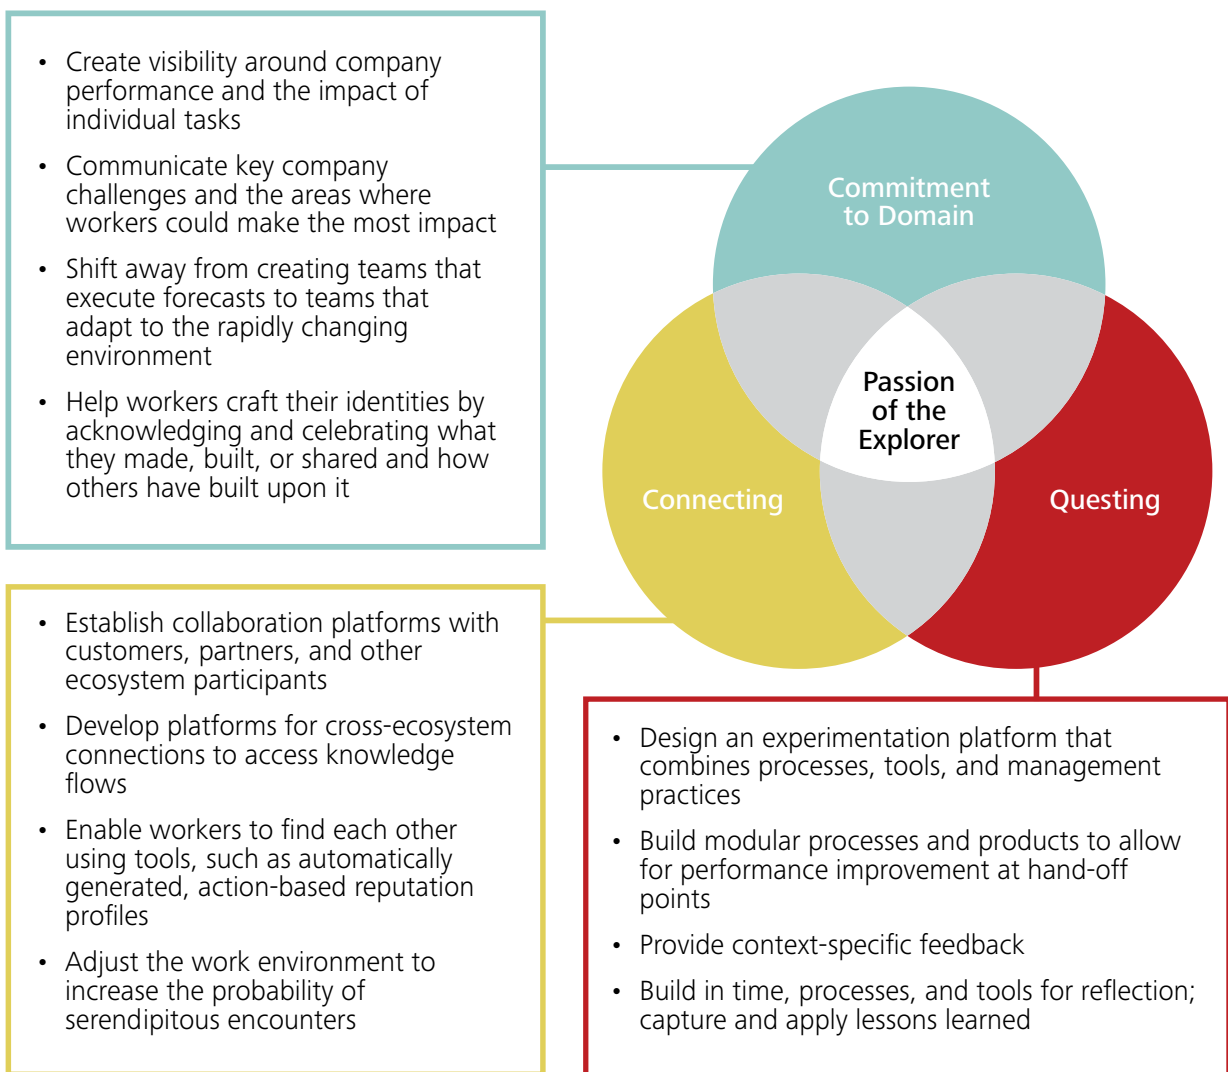 • Create visibility around company
performance and the impact of
individual tasks
• Communicate key company
challenges and the areas where
workers could make the most impact
• Shift away from creating teams that
execute forecasts to teams that
adapt to the rapidly changing
environment
• Help workers craft their identities by
acknowledging and celebrating what
they made, built, or shared and how
others have built upon it
Commitment
to Domain
Passion
of the
Explorer
Connecting
Questing
• Establish collaboration platforms with
customers, partners, and other
ecosystem participants
• Develop platforms for cross-ecosystem
connections to access knowledge
flows
• Enable workers to find each other
using tools, such as automatically
generated, action-based reputation
profiles
• Adjust the work environment to
increase the probability of
serendipitous encounters
• Design an experimentation platform that
combines processes, tools, and management
practices
• Build modular processes and products to allow
for performance improvement at hand-off
points
• Provide context-specific feedback
• Build in time, processes, and tools for reflection;
capture and apply lessons learned